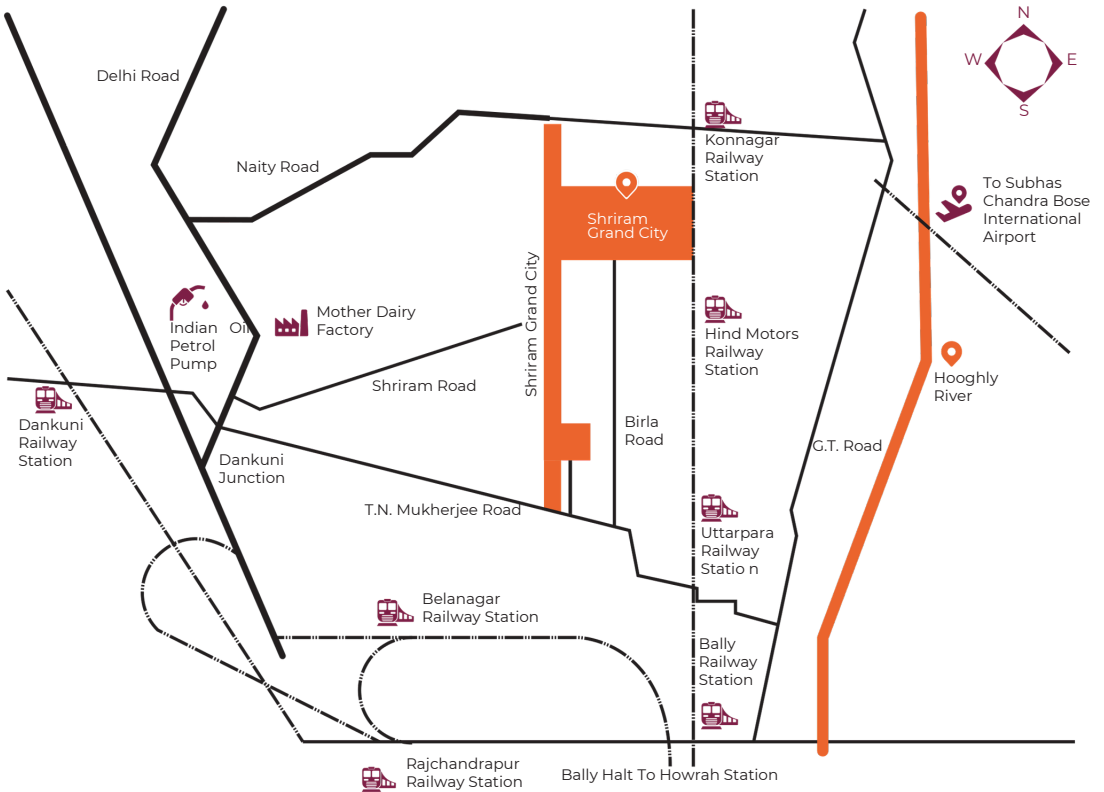 N
W
E
S
Delhi Road
Naity Road
Konnagar
Railway
Station
To Subhas
Chandra Bose
International
Airport
Shriram
Grand City
Shriram Grand City
Indian Oil
Petrol
Pump
Mother Dairy
Factory
Hind Motors
Railway
Station
Shriram Road
Hooghly
River
Dankuni
Railway
Station
Birla
Road
G.T. Road
Dankuni
Junction
T.N. Mukherjee Road
Uttarpara
Railway
Statio n
Belanagar
Railway Station
Bally
Railway
Station
Rajchandrapur
Railway Station
Bally Halt To Howrah Station